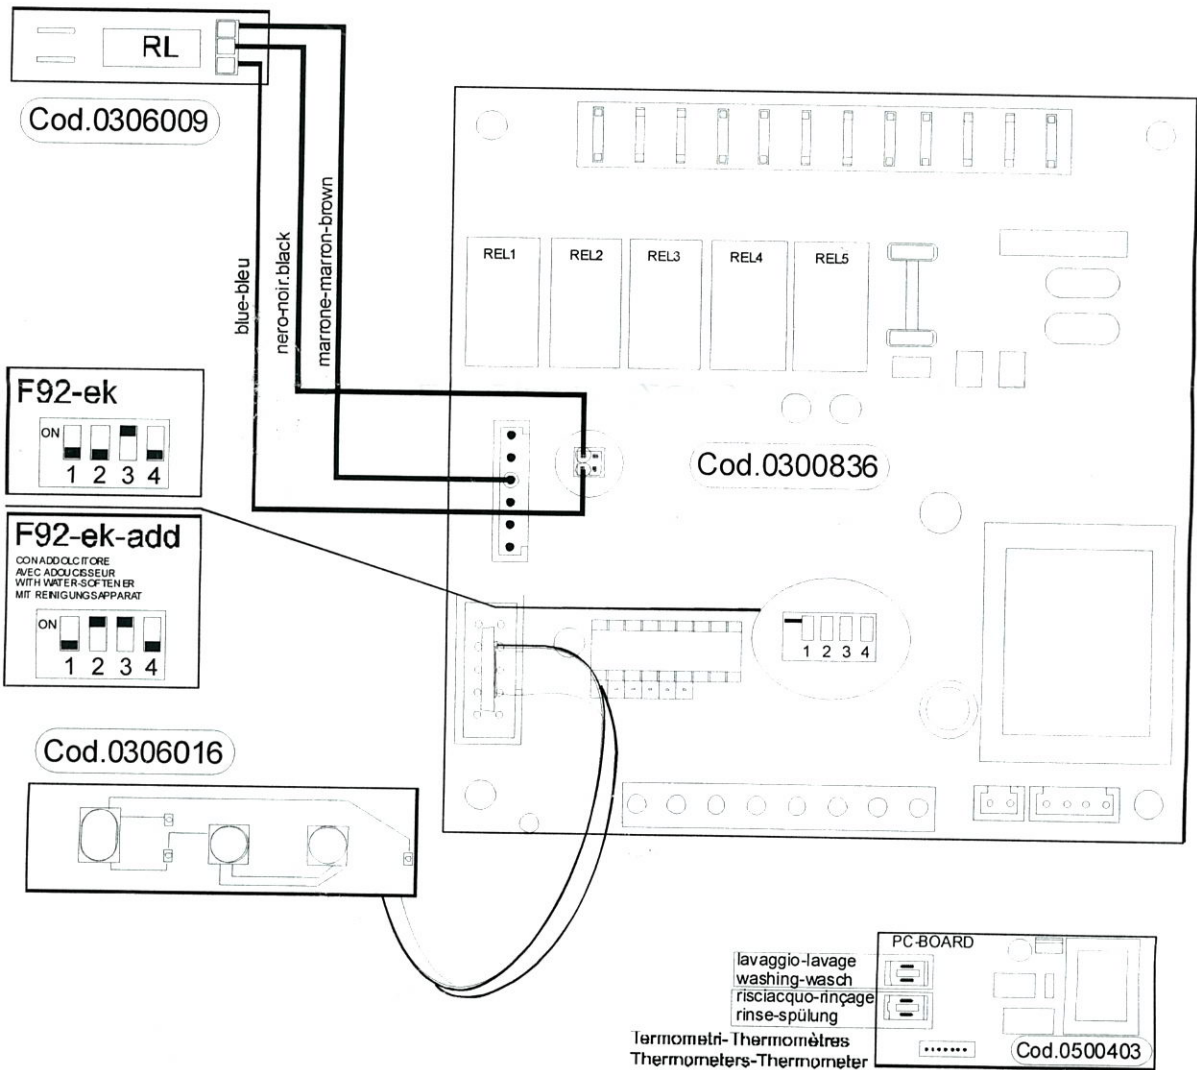 RL
Cod.0306009
blue-bleu
nero-noir.black
marrone-marron-brown
REL1
REL2
REL3
REL4
REL5
F92-ek
ON
1 2 3 4
Cod.0300836
F92-ek-add
CON ADDOLCITORE
AVEC ADOUCISSEUR
WITH WATER-SOFTENER
MIT REINIGUNGSAPPARAT
ON
1 2 3 4
1 2 3 4
Cod.0306016
PC-BOARD
lavaggio-lavage
washing-wasch
risciacquo-rinçage
rinse-spülung
Termometri-Thermomètres
Thermometers-Thermometer
Cod.0500403